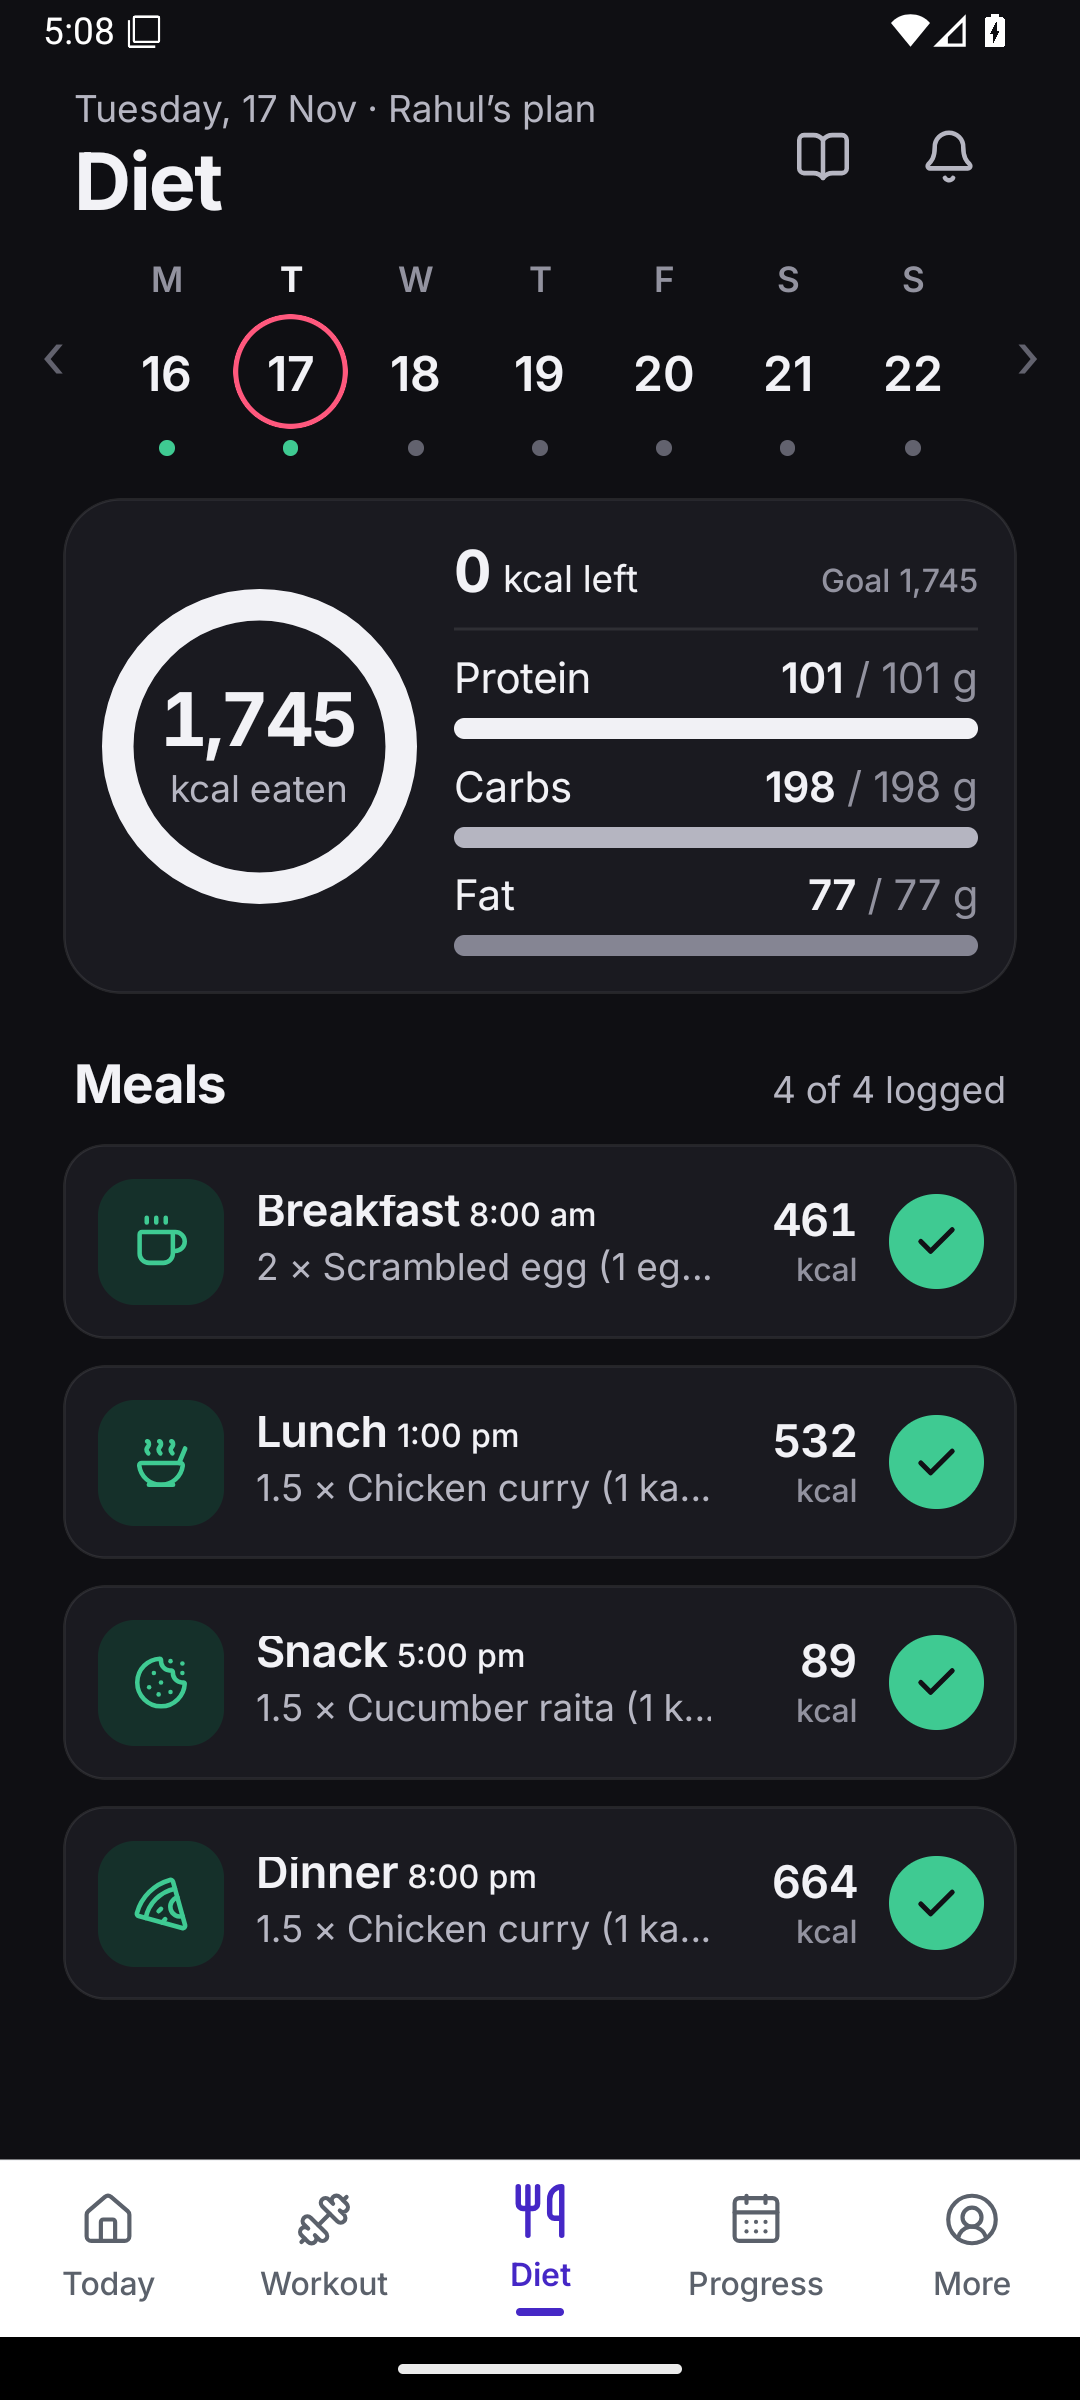 5:08
Tuesday, 17 Nov · Rahul’s plan
Diet
M T W T F S S
16 17 18 19 20 21 22
0 kcal left Goal 1,745
1,745
kcal eaten
Protein 101 / 101 g
Carbs 198 / 198 g
Fat 77 / 77 g
Meals 4 of 4 logged
Breakfast 8:00 am 461
2 × Scrambled egg (1 eg... kcal
Lunch 1:00 pm 532
1.5 × Chicken curry (1 ka... kcal
Snack 5:00 pm 89
1.5 × Cucumber raita (1 k... kcal
Dinner 8:00 pm 664
1.5 × Chicken curry (1 ka... kcal
Today Workout Diet Progress More